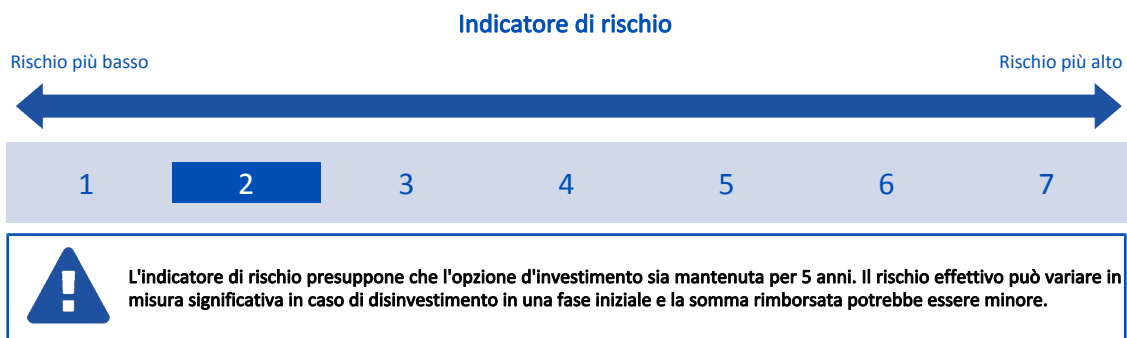 Indicatore di rischio
Rischio più basso
Rischio più alto
1 2 3 4 5 6 7
L'indicatore di rischio presuppone che l'opzione d'investimento sia mantenuta per 5 anni. Il rischio effettivo può variare in
misura significativa in caso di disinvestimento in una fase iniziale e la somma rimborsata potrebbe essere minore.